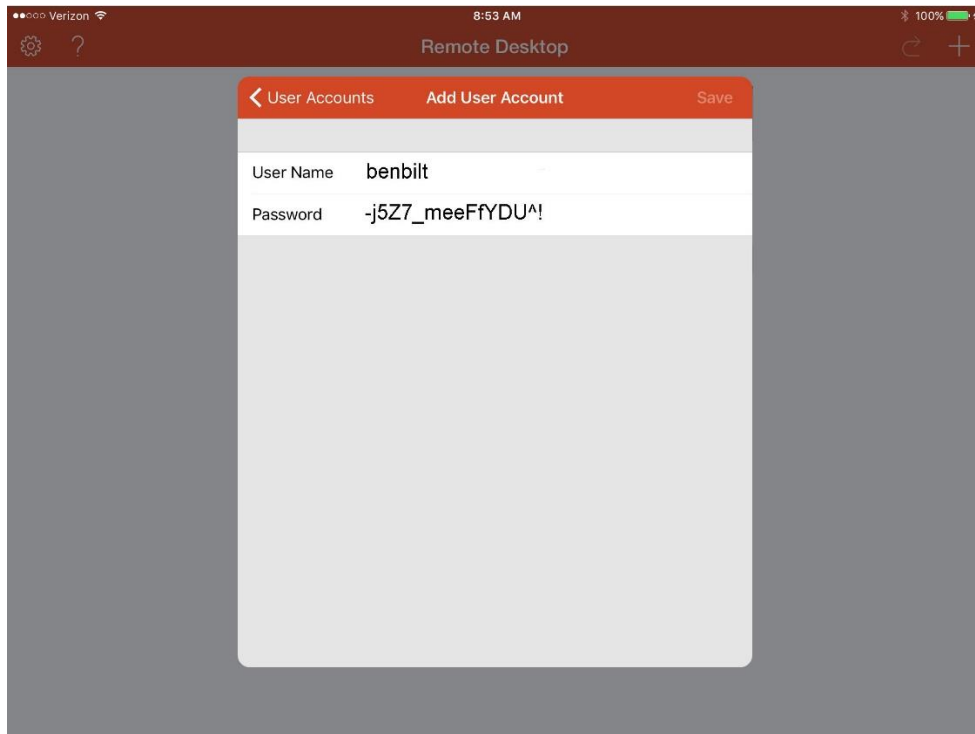 Verizon 8:53 AM 100%
? Remote Desktop +
User Accounts Add User Account Save
User Name benbilt
Password -j5Z7_meeFfYDU^!